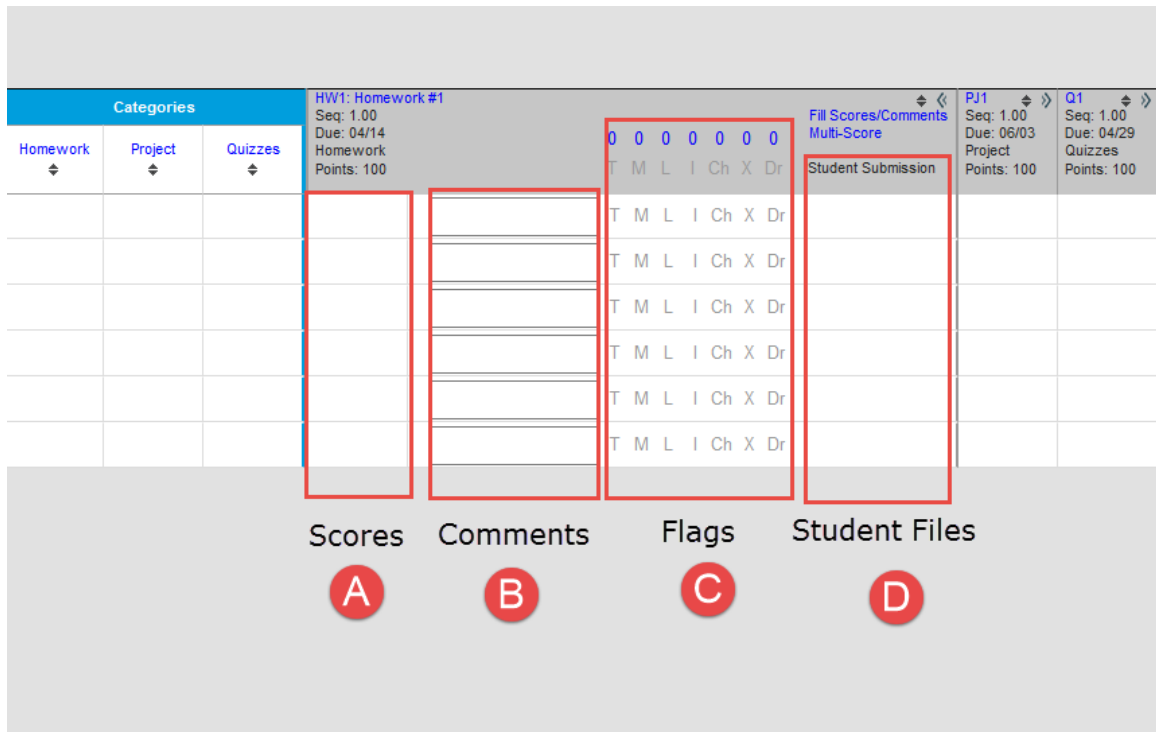 Categories
Homework
Project
Quizzes
HW1: Homework #1
Seq: 1.00
Due: 04/14
Homework
Points: 100
0 0 0 0 0 0 0
T M L I Ch X Dr
Fill Scores/Comments
Multi-Score
Student Submission
PJ1
Seq: 1.00
Due: 06/03
Project
Points: 100
Q1
Seq: 1.00
Due: 04/29
Quizzes
Points: 100
T M L I Ch X Dr
T M L I Ch X Dr
T M L I Ch X Dr
T M L I Ch X Dr
T M L I Ch X Dr
T M L I Ch X Dr
Scores
Comments
Flags
Student Files
A
B
C
D